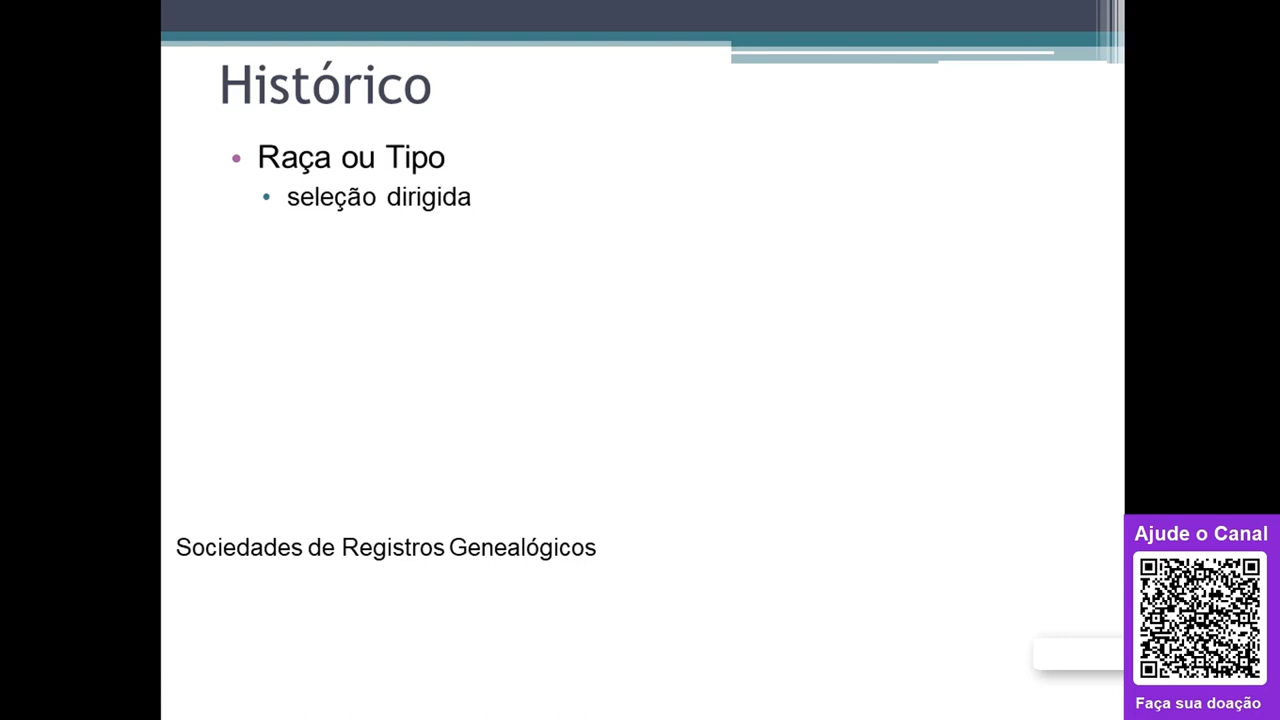 Histórico
• Raça ou Tipo
• seleção dirigida
Sociedades de Registros Genealógicos
Ajude o Canal
Faça sua doação